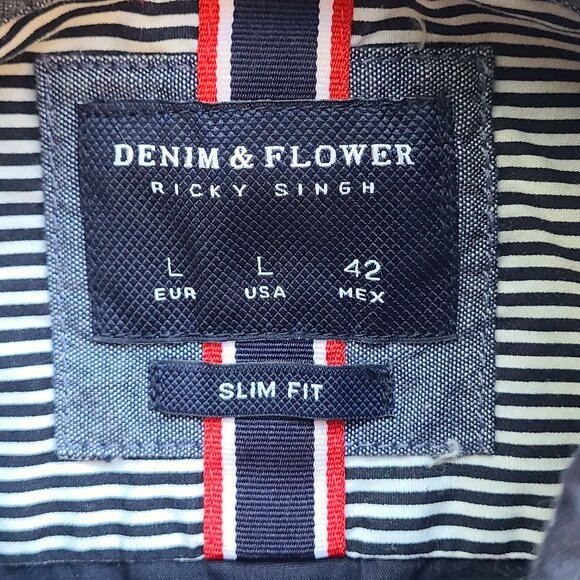 DENIM & FLOWER
RICKY SINGH
L L 42
EUR USA MEX
SLIM FIT